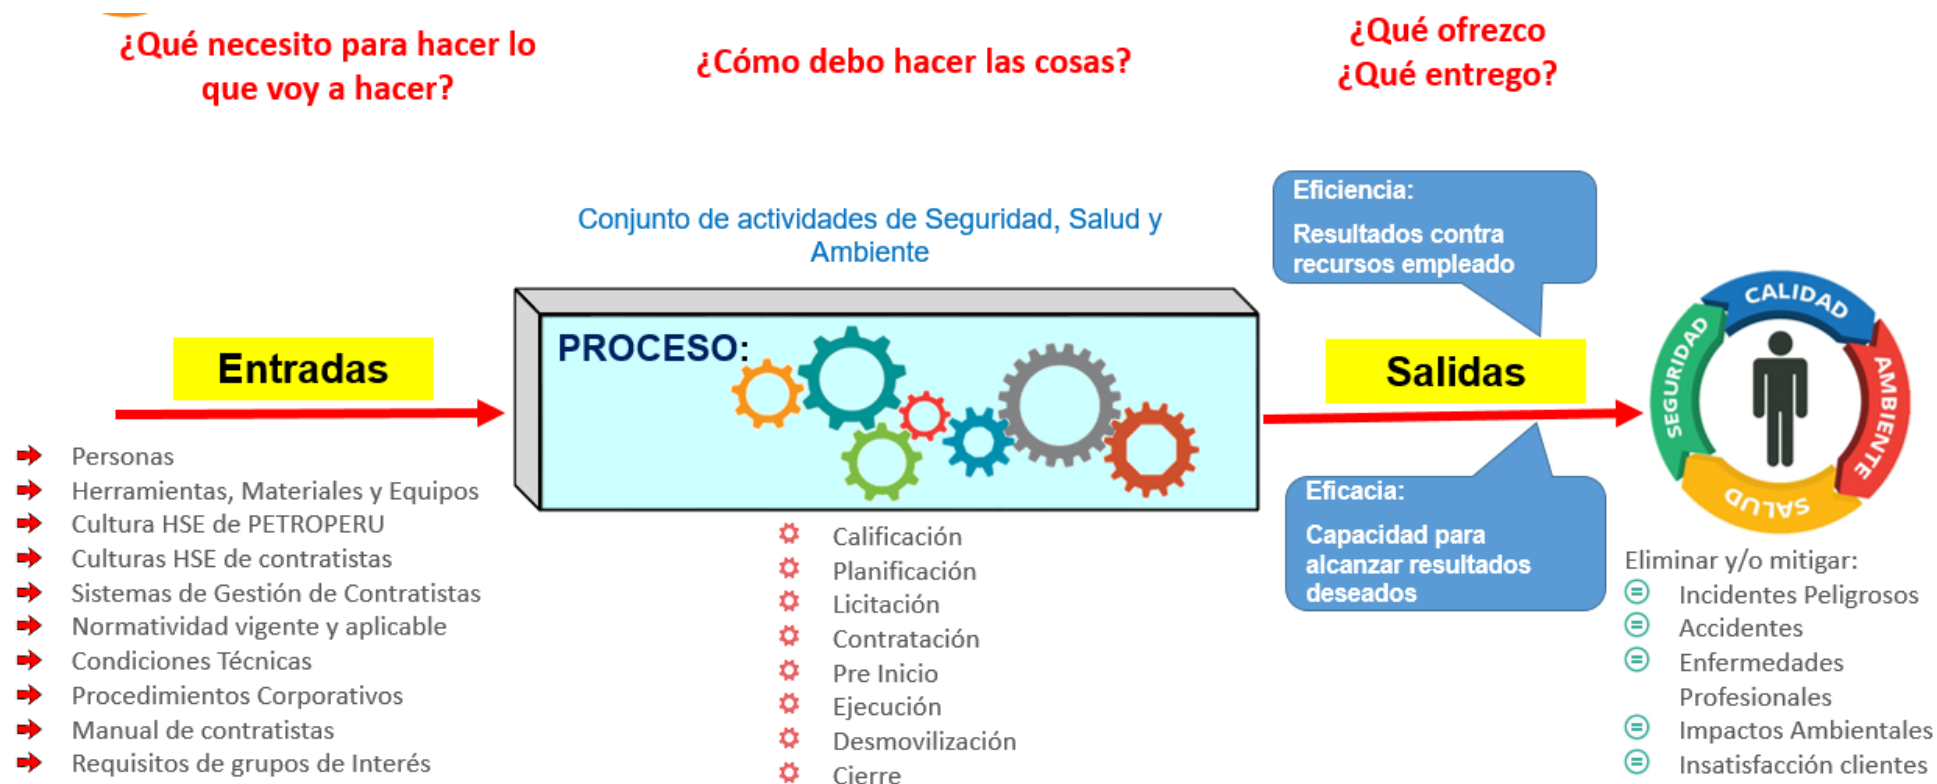 ¿Qué necesito para hacer lo
que voy a hacer?
¿Cómo debo hacer las cosas?
¿Qué ofrezco
¿Qué entrego?
Conjunto de actividades de Seguridad, Salud y
Ambiente
Eficiencia:
Resultados contra
recursos empleado
Entradas
PROCESO:
Salidas
CALIDAD
AMBIENTE
SALUD
SEGURIDAD
Personas
Herramientas, Materiales y Equipos
Cultura HSE de PETROPERU
Culturas HSE de contratistas
Sistemas de Gestión de Contratistas
Normatividad vigente y aplicable
Condiciones Técnicas
Procedimientos Corporativos
Manual de contratistas
Requisitos de grupos de Interés
Calificación
Planificación
Licitación
Contratación
Pre Inicio
Ejecución
Desmovilización
Cierre
Eficacia:
Capacidad para
alcanzar resultados
deseados
Eliminar y/o mitigar:
Incidentes Peligrosos
Accidentes
Enfermedades
Profesionales
Impactos Ambientales
Insatisfacción clientes